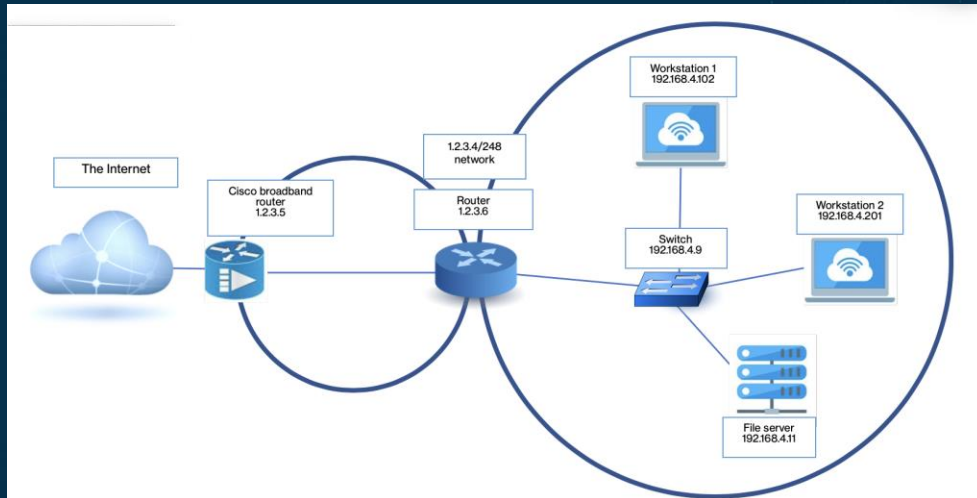 The Internet
Cisco broadband
router
1.2.3.5
1.2.3.4/248
network
Router
1.2.3.6
Workstation 1
192.168.4.102
Switch
192.168.4.9
Workstation 2
192.168.4.201
File server
192.168.4.11